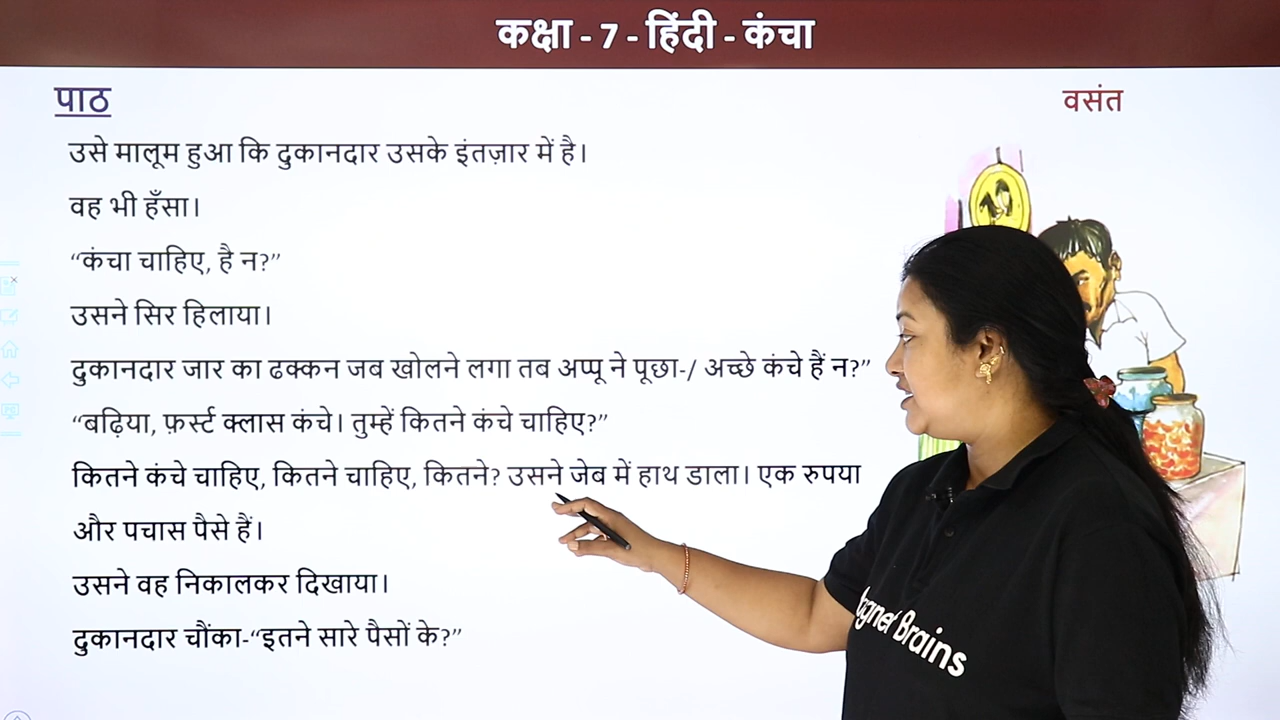 कक्षा - 7 - हिंदी - कंचा
पाठ
वसंत
उसे मालूम हुआ कि दुकानदार उसके इंतज़ार में है।
वह भी हँसा।
“कंचा चाहिए, है न?”
उसने सिर हिलाया।
दुकानदार जार का ढक्कन जब खोलने लगा तब अप्पू ने पूछा-/ अच्छे कंचे हैं न?”
“बढ़िया, फ़र्स्ट क्लास कंचे। तुम्हें कितने कंचे चाहिए?”
कितने कंचे चाहिए, कितने चाहिए, कितने? उसने जेब में हाथ डाला। एक रुपया
और पचास पैसे हैं।
उसने वह निकालकर दिखाया।
दुकानदार चौंका-“इतने सारे पैसों के?”
Brains